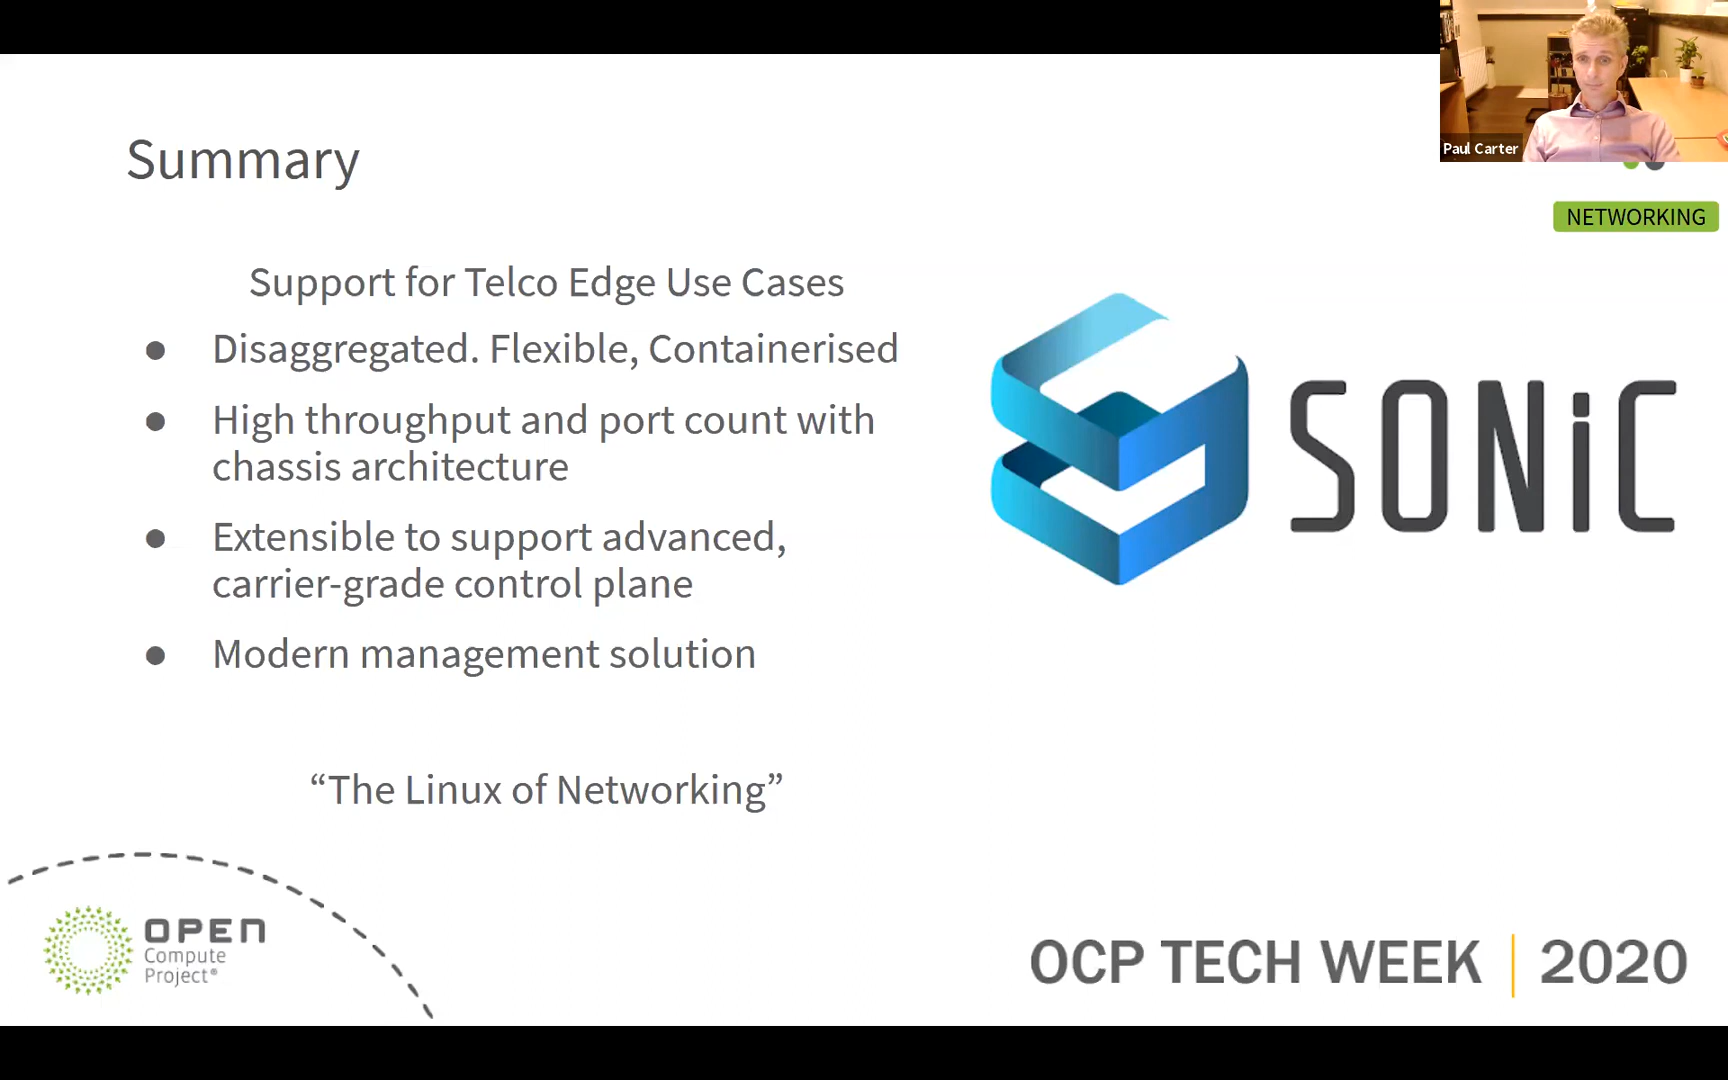 Paul Carter
Summary
NETWORKING
Support for Telco Edge Use Cases
● Disaggregated. Flexible, Containerised
● High throughput and port count with
chassis architecture
● Extensible to support advanced,
carrier-grade control plane
● Modern management solution
SONiC
“The Linux of Networking”
OPEN
Compute
Project®
OCP TECH WEEK | 2020